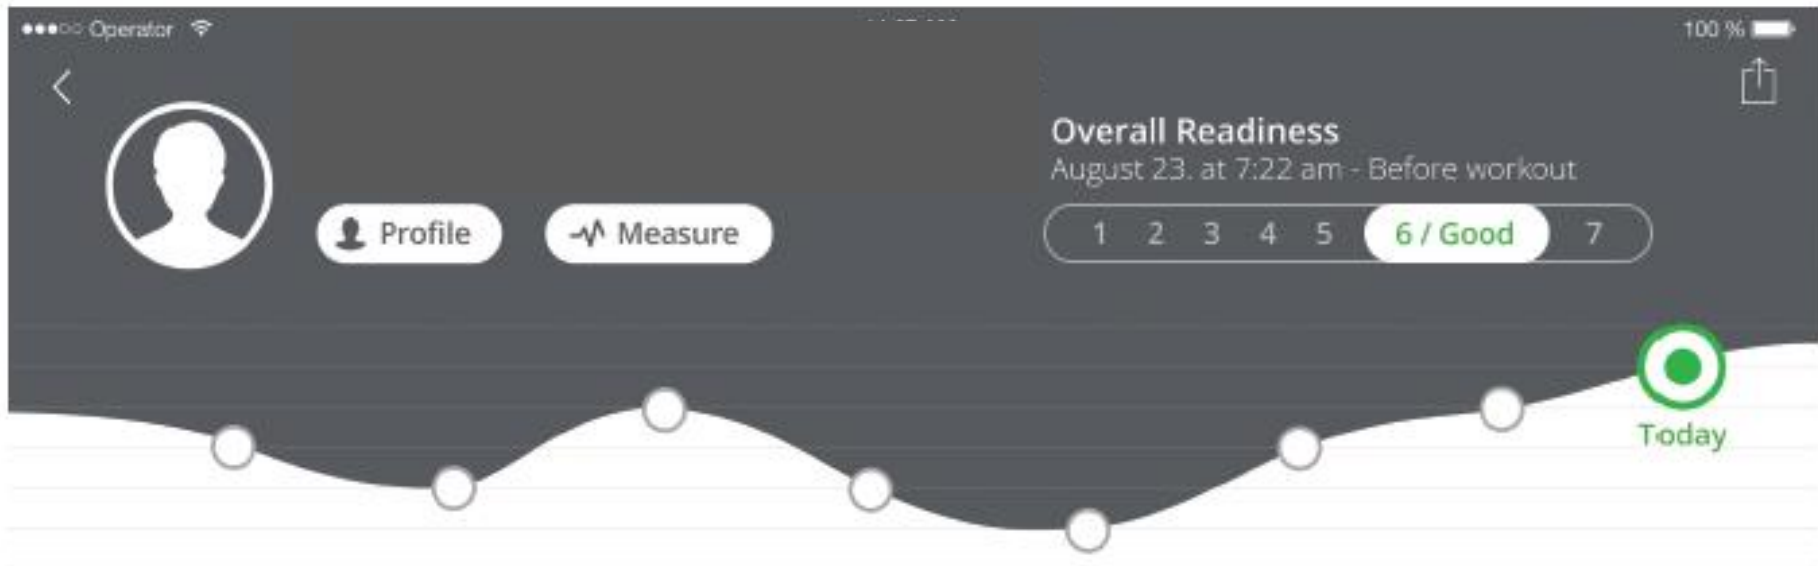 Operator
100 %
Overall Readiness
August 23. at 7:22 am - Before workout
Profile
Measure
1 2 3 4 5 6 / Good 7
Today